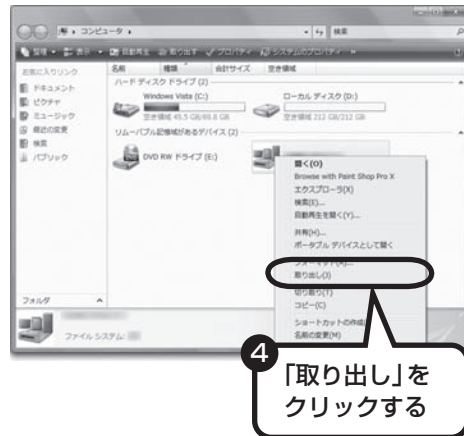 コンピュータ
検索
整理 表示 自動再生 取り出す プロパティ システムのプロパティ »
お気に入りリンク
ドキュメント
ピクチャ
ミュージック
最近の変更
検索
パブリック
フォルダ
名前 種類 合計サイズ 空き領域
ハード ディスク ドライブ (2)
Windows Vista (C:)
空き領域 45.5 GB/69.8 GB
ローカル ディスク (D:)
空き領域 212 GB/212 GB
リムーバブル記憶域があるデバイス (2)
DVD RW ドライブ (E:)
開く(O)
Browse with Paint Shop Pro X
エクスプローラ(X)
検索(E)...
自動再生を開く(Y)...
共有(H)...
ポータブル デバイスとして開く
フォーマット(A)...
取り出し(J)
切り取り(T)
コピー(C)
ショートカットの作成
名前の変更(M)
ファイル システム:
4
「取り出し」を
クリックする